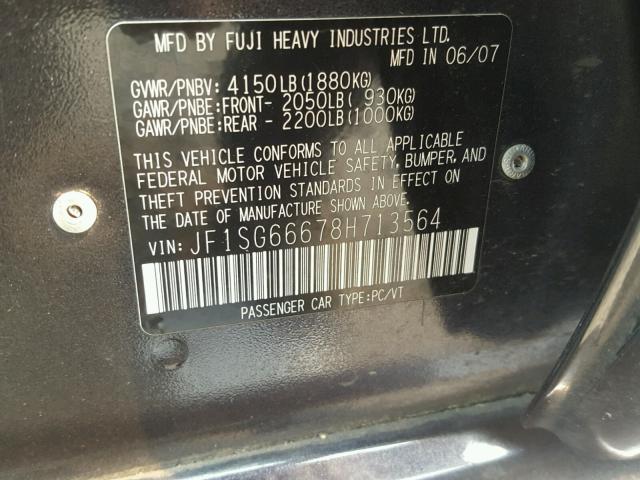 MFD BY FUJI HEAVY INDUSTRIES LTD.
MFD IN 06/07
GVWR/PNBV: 4150LB(1880KG)
GAWR/PNBE:FRONT- 2050LB( 930KG)
GAWR/PNBE:REAR - 2200LB(1000KG)
THIS VEHICLE CONFORMS TO ALL APPLICABLE
FEDERAL MOTOR VEHICLE SAFETY, BUMPER, AND
THEFT PREVENTION STANDARDS IN EFFECT ON
THE DATE OF MANUFACTURE SHOWN ABOVE.
VIN: JF1SG66678H713564
PASSENGER CAR TYPE:PC/VT